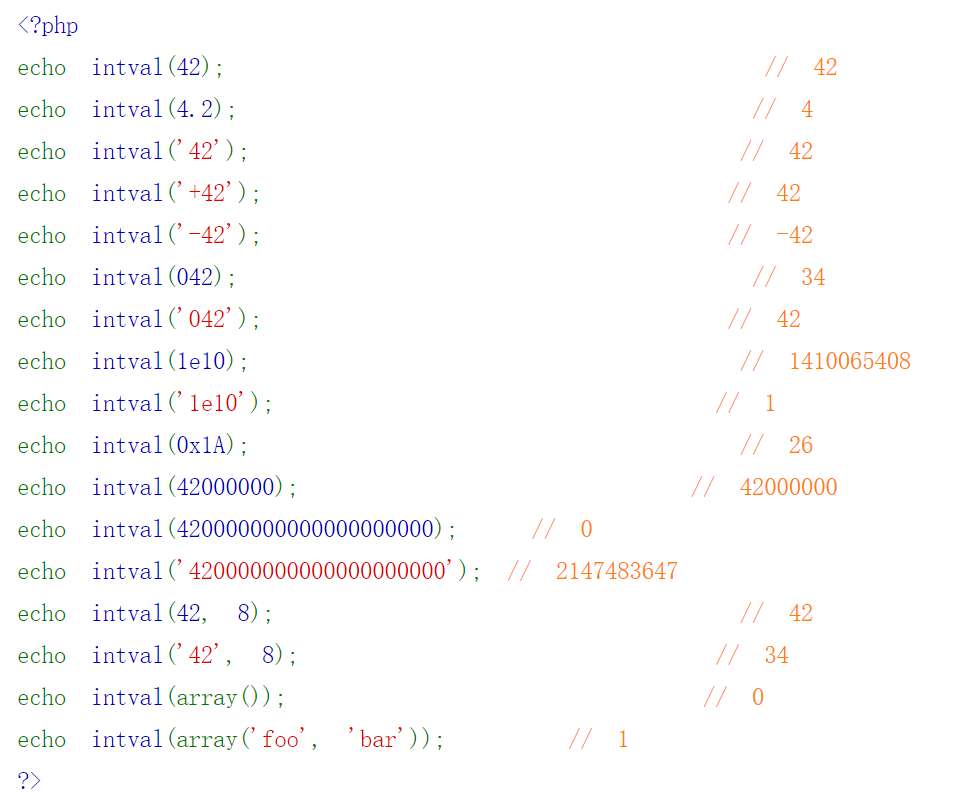 <?php
echo intval(42);                      // 42
echo intval(4.2);                     // 4
echo intval('42');                    // 42
echo intval('+42');                   // 42
echo intval('-42');                   // -42
echo intval(042);                     // 34
echo intval('042');                   // 42
echo intval(1e10);                    // 1410065408
echo intval('1e10');                  // 1
echo intval(0x1A);                    // 26
echo intval(42000000);                // 42000000
echo intval(420000000000000000000);   // 0
echo intval('420000000000000000000'); // 2147483647
echo intval(42, 8);                   // 42
echo intval('42', 8);                 // 34
echo intval(array());                 // 0
echo intval(array('foo', 'bar'));     // 1
?>